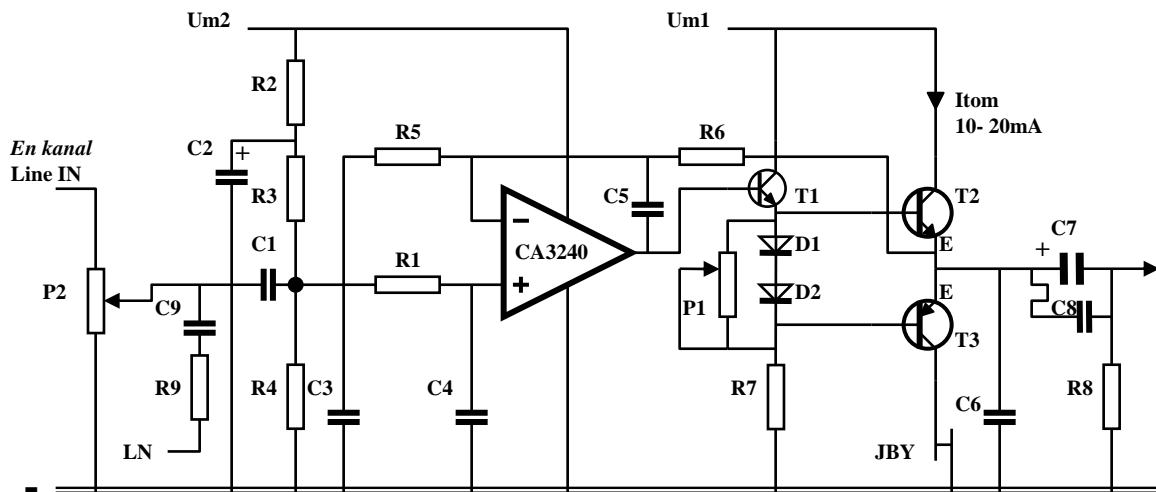 Um2
Um1
R2
Itom
10- 20mA
En kanal
Line IN
C2
+
R5
R6
R3
C5
T1
T2
C1
CA3240
D1
E
C7
+
P2
R1
C9
D2
P1
E
C8
T3
R9
R4
C3
C4
R7
C6
R8
LN
JBY
-
+
-